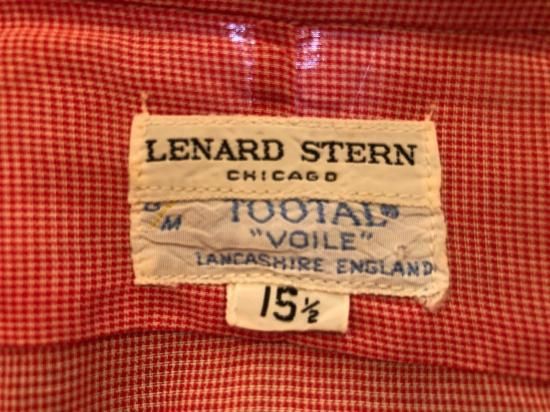 LENARD STERN
CHICAGO
TOOTAL®
M
"VOILE"
LANCASHIRE ENGLAND
15½